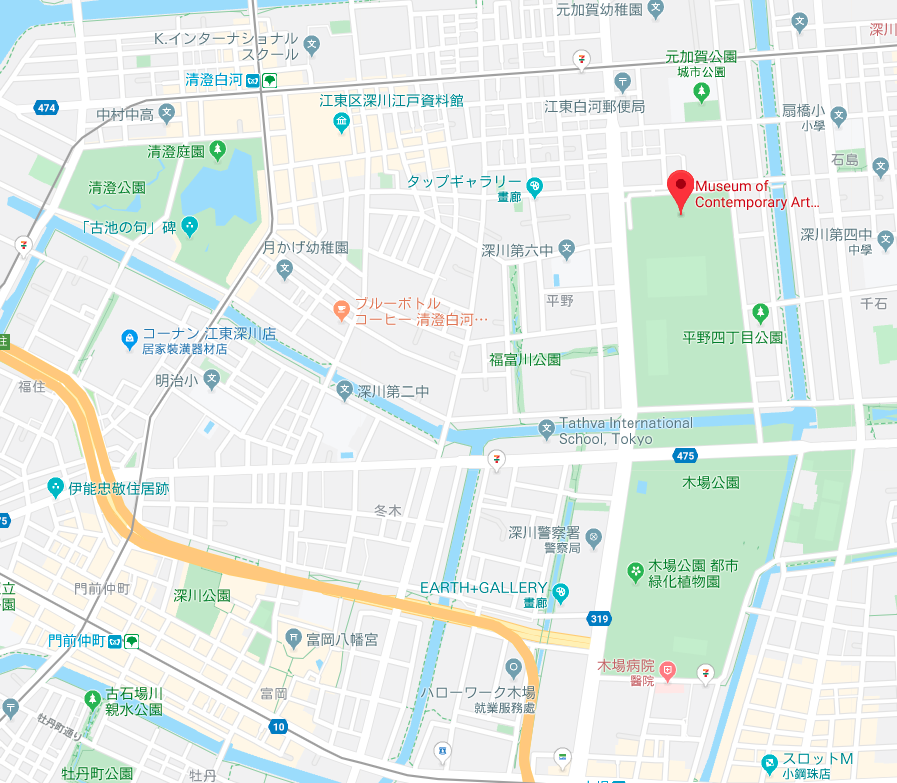 元加賀幼稚園
K.インターナショナル
スクール
深川
元加賀公園
城市公園
清澄白河
474
江東区深川江戸資料館
江東白河郵便局
中村中高
扇橋小
小學
清澄庭園
石島
清澄公園
タップギャラリー
畫廊
Museum of
Contemporary Art…
「古池の句」碑
月かげ幼稚園
深川第六中
深川第四中
中學
平野
千石
ブルーボトル
コーヒー 清澄白河…
コーナン 江東深川店
居家裝潢器材店
平野四丁目公園
福富川公園
住
福住
明治小
深川第二中
Tathva International
School, Tokyo
475
木場公園
伊能忠敬住居跡
75
冬木
深川警察署
警察局
木場公園 都市
緑化植物園
門前仲町
深川公園
EARTH+GALLERY
畫廊
立
園
319
門前仲町
富岡八幡宮
木場病院
醫院
古石場川
親水公園
富岡
ハローワーク木場
就業服務處
牡丹町通り
10
スロットM
小鋼珠店
牡丹町公園
牡丹